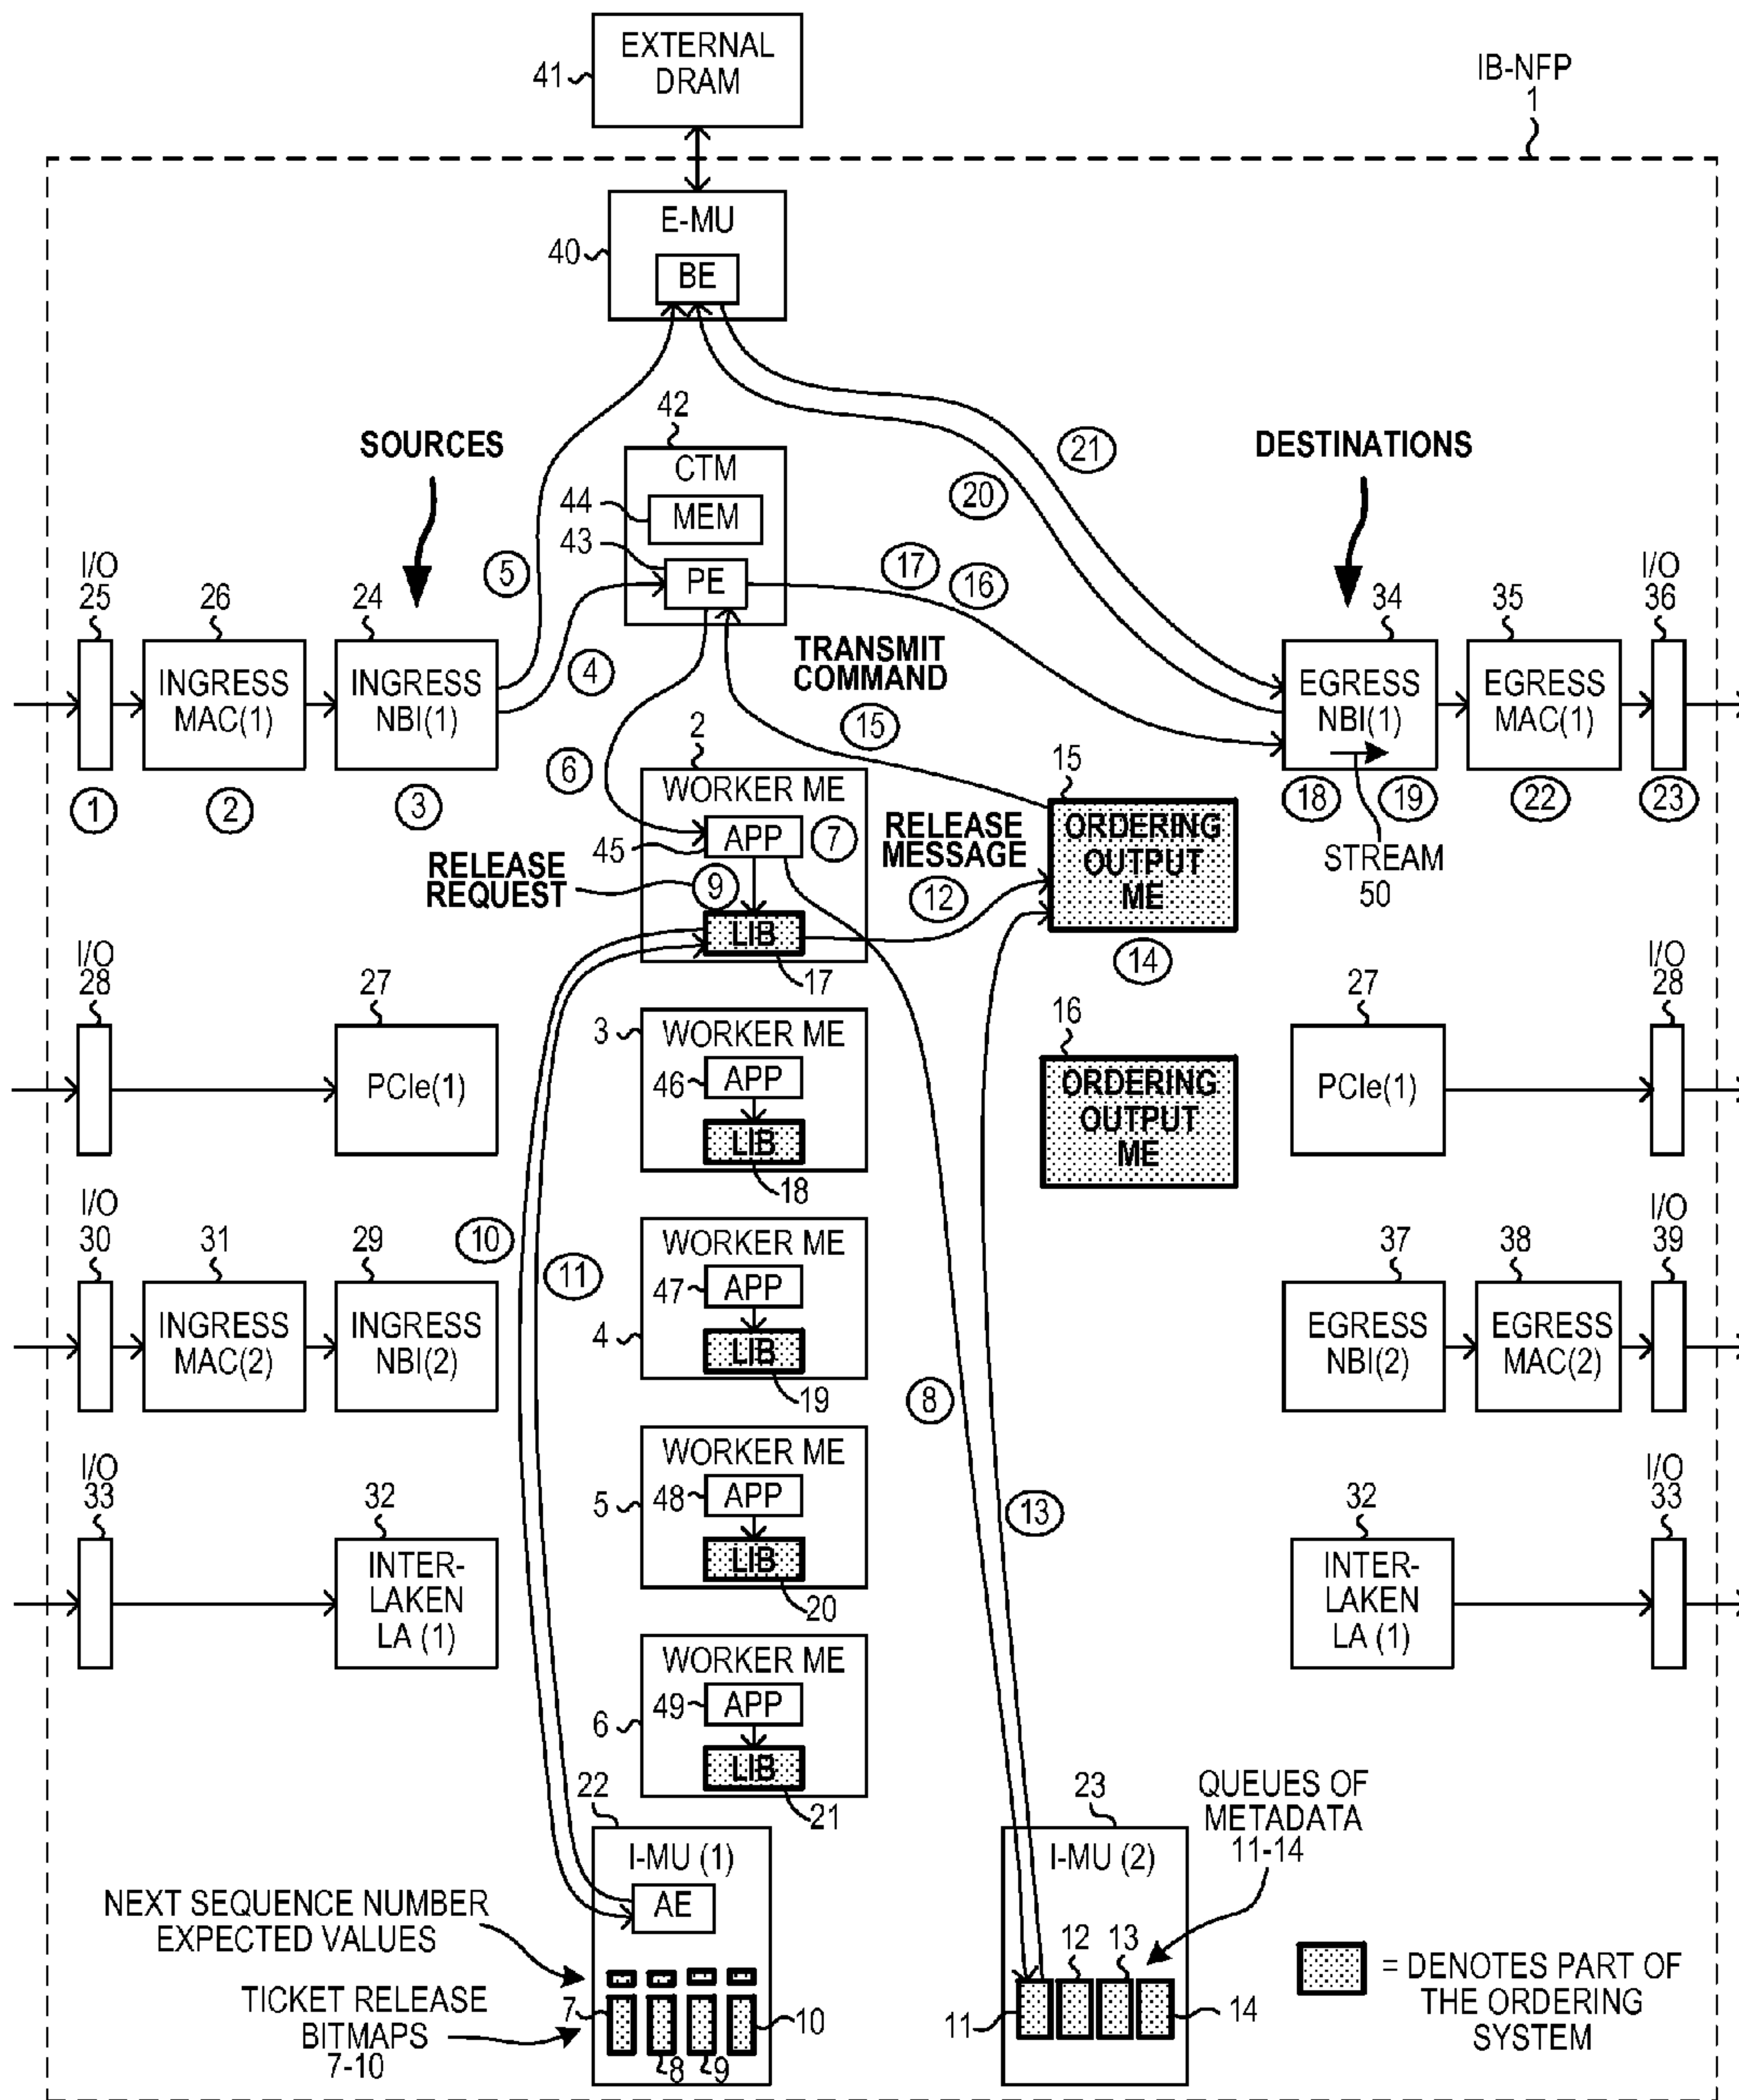 EXTERNAL
DRAM
41
IB-NFP
1
E-MU
40
BE
42
CTM
44
MEM
43
PE
SOURCES
DESTINATIONS
5
4
21
20
17
16
I/O
25
26
24
INGRESS
MAC(1)
INGRESS
NBI(1)
1
2
3
TRANSMIT
COMMAND
15
34
35
I/O
36
EGRESS
NBI(1)
EGRESS
MAC(1)
18
19
22
23
STREAM
50
6
2
WORKER ME
APP
7
45
RELEASE
REQUEST
9
LIB
17
RELEASE
MESSAGE
12
15
ORDERING
OUTPUT
ME
14
I/O
28
27
PCIe(1)
3
WORKER ME
46
APP
LIB
18
16
ORDERING
OUTPUT
ME
27
PCIe(1)
I/O
28
I/O
30
31
29
INGRESS
MAC(2)
INGRESS
NBI(2)
10
11
WORKER ME
47
APP
4
LIB
19
8
37
38
I/O
39
EGRESS
NBI(2)
EGRESS
MAC(2)
I/O
33
32
INTER-
LAKEN
LA (1)
WORKER ME
5
48
APP
LIB
20
13
32
INTER-
LAKEN
LA (1)
I/O
33
WORKER ME
49
APP
6
LIB
21
22
I-MU (1)
AE
NEXT SEQUENCE NUMBER
EXPECTED VALUES
TICKET RELEASE
BITMAPS
7-10
7
8
9
10
23
I-MU (2)
QUEUES OF
METADATA
11-14
12
13
11
14
= DENOTES PART OF
THE ORDERING
SYSTEM